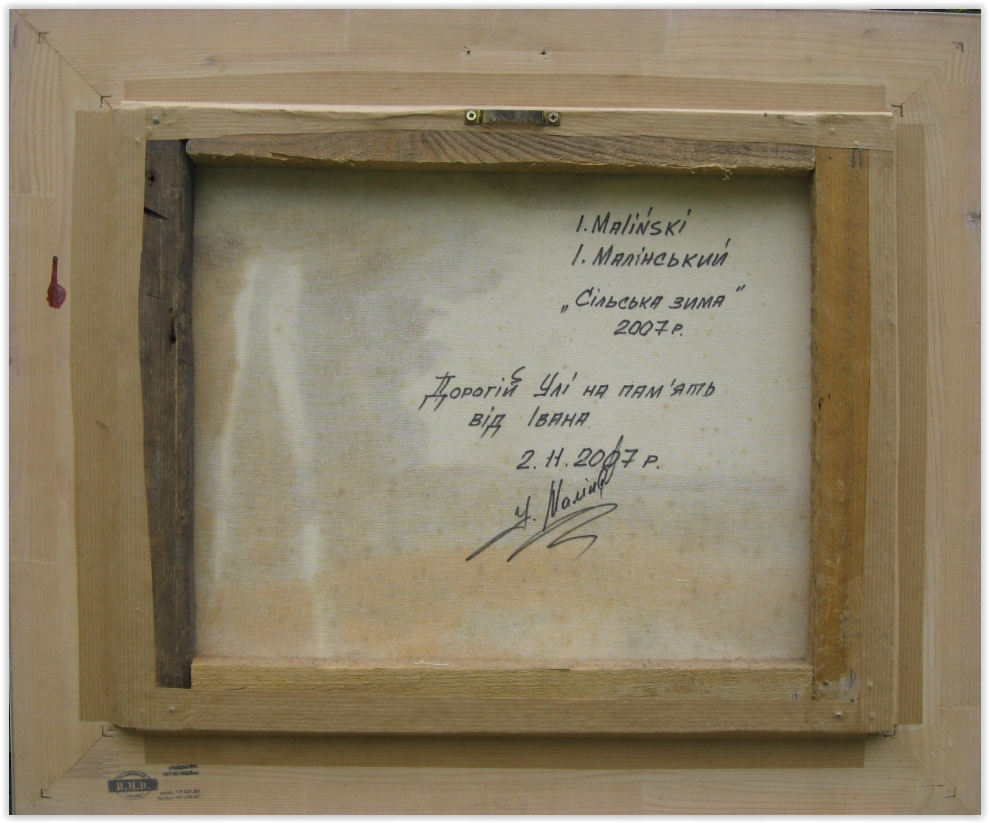 I. Maliński
І. Малінський
„Сільська зима"
2007 р.
Дорогій Улі на пам'ять
від Івана
2. 11. 2007 р.
B.M.D.